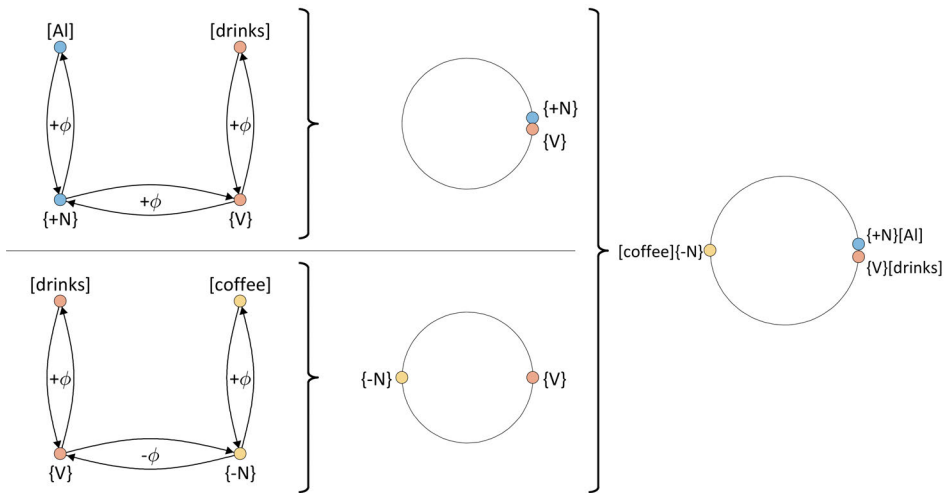 [Al]
[drinks]
+ϕ
+ϕ
+ϕ
{+N}
{V}
{+N}
{V}
[drinks]
[coffee]
+ϕ
+ϕ
-ϕ
{V}
{-N}
{-N}
{V}
{+N}[Al]
[coffee]{-N}
{V}[drinks]